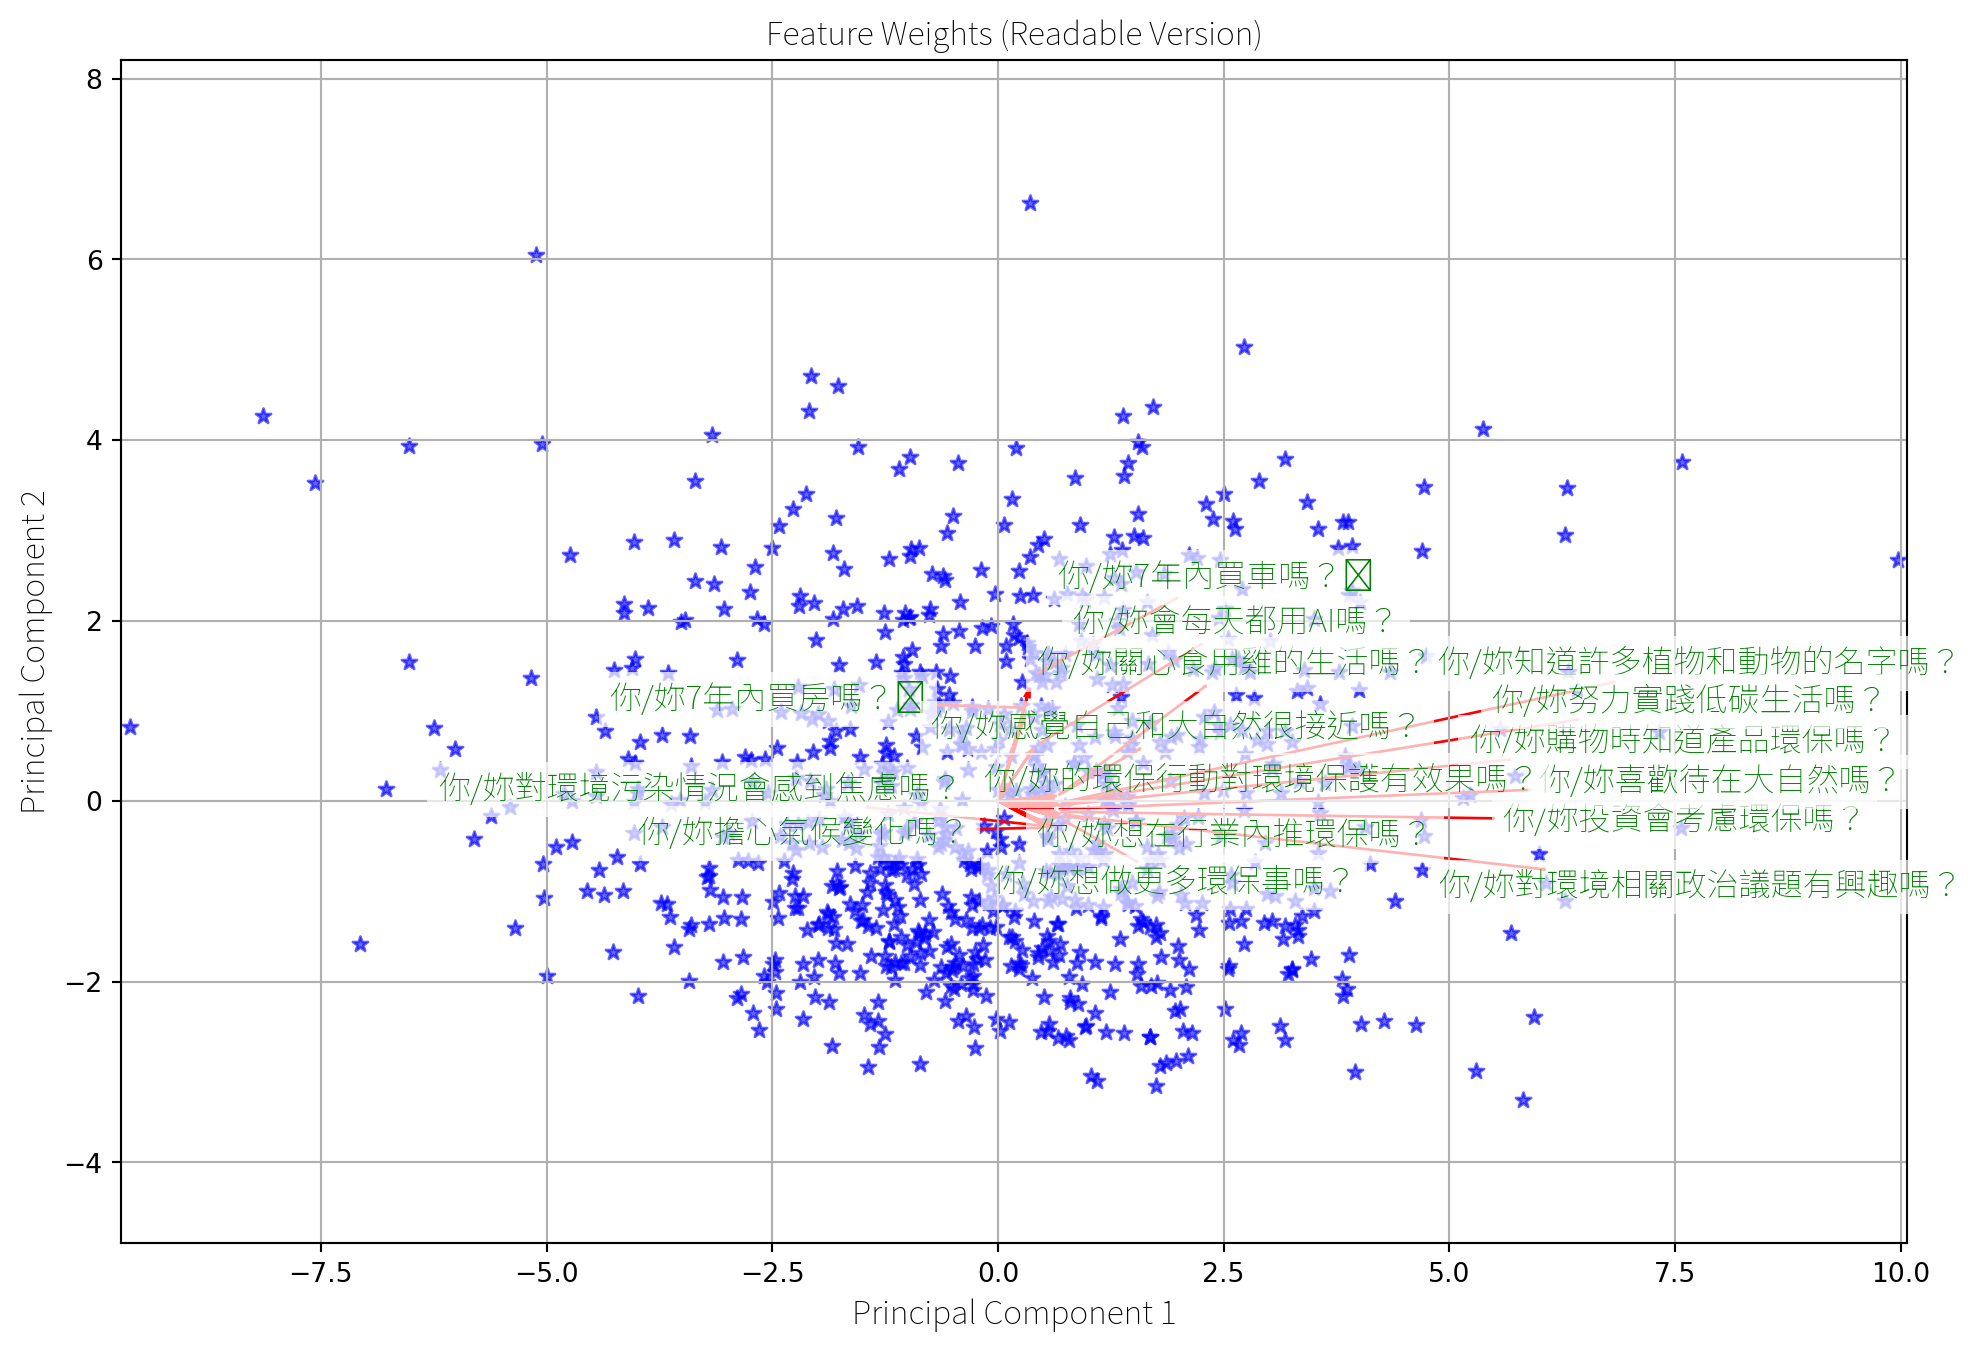 Feature Weights (Readable Version)
8
6
4
2
0
−2
−4
Principal Component 2
你/妳7年內買車嗎？
你/妳會每天都用AI嗎？
你/妳關心食用雞的生活嗎？
你/妳知道許多植物和動物的名字嗎？
你/妳7年內買房嗎？
你/妳努力實踐低碳生活嗎？
你/妳感覺自己和大自然很接近嗎？
你/妳購物時知道產品環保嗎？
你/妳對環境污染情況會感到焦慮嗎？
你/妳的環保行動對環境保護有效果嗎？
你/妳喜歡待在大自然嗎？
你/妳擔心氣候變化嗎？
你/妳想在行業內推環保嗎？
你/妳投資會考慮環保嗎？
你/妳想做更多環保事嗎？
你/妳對環境相關政治議題有興趣嗎？
−7.5
−5.0
−2.5
0.0
2.5
5.0
7.5
10.0
Principal Component 1